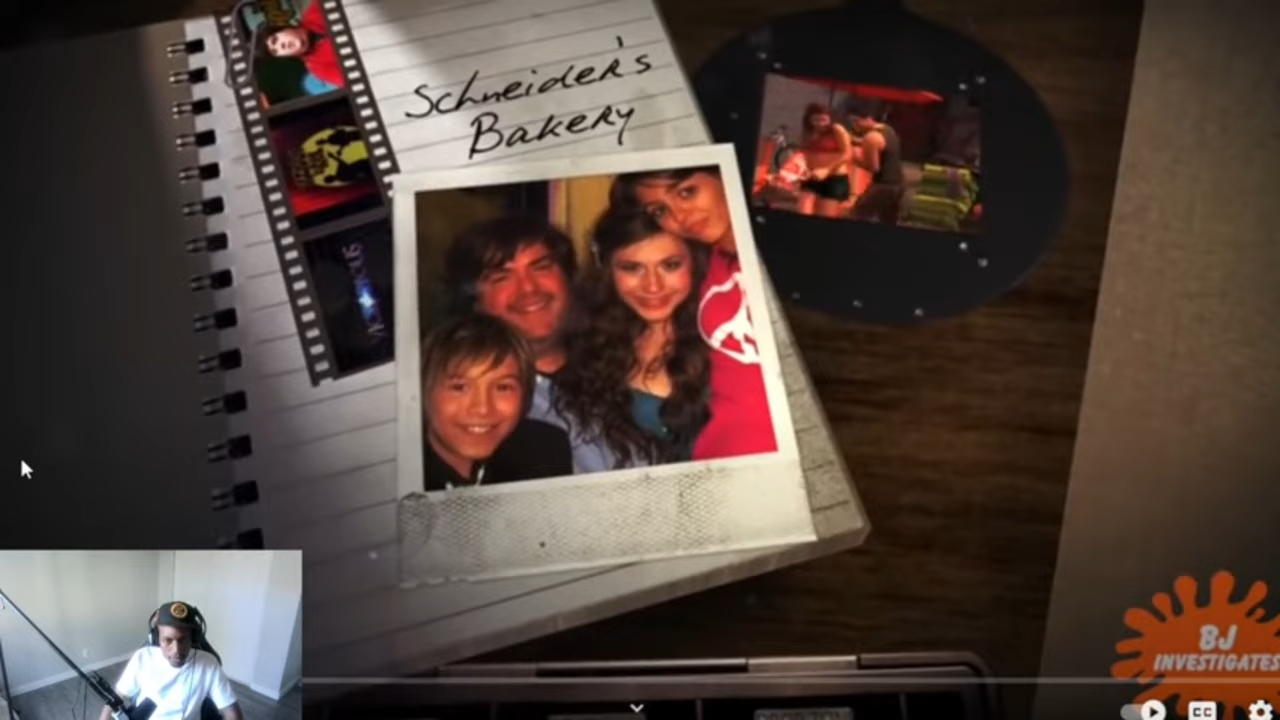 Schneider's
Bakery
BJ
INVESTIGATES
CC